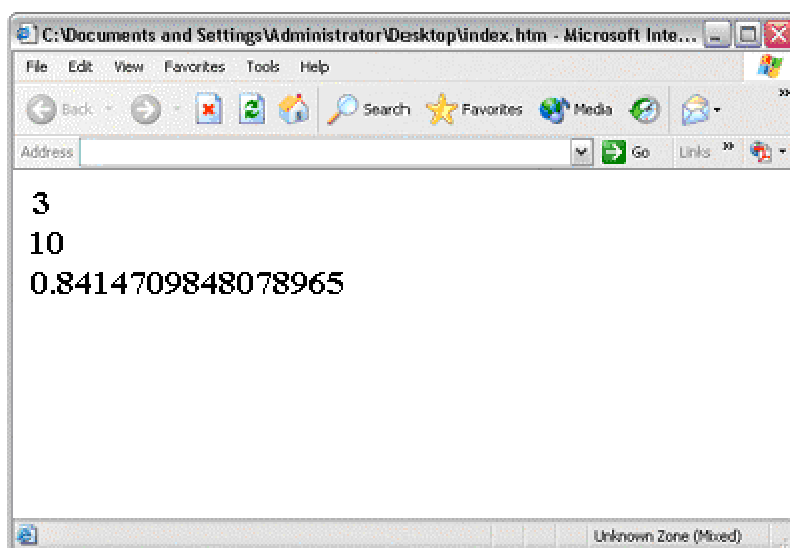 C:\Documents and Settings\Administrator\Desktop\index.htm - Microsoft Inte...
File Edit View Favorites Tools Help
Back Search Favorites Media »
Address Go Links »
3
10
0.8414709848078965
Unknown Zone (Mixed)